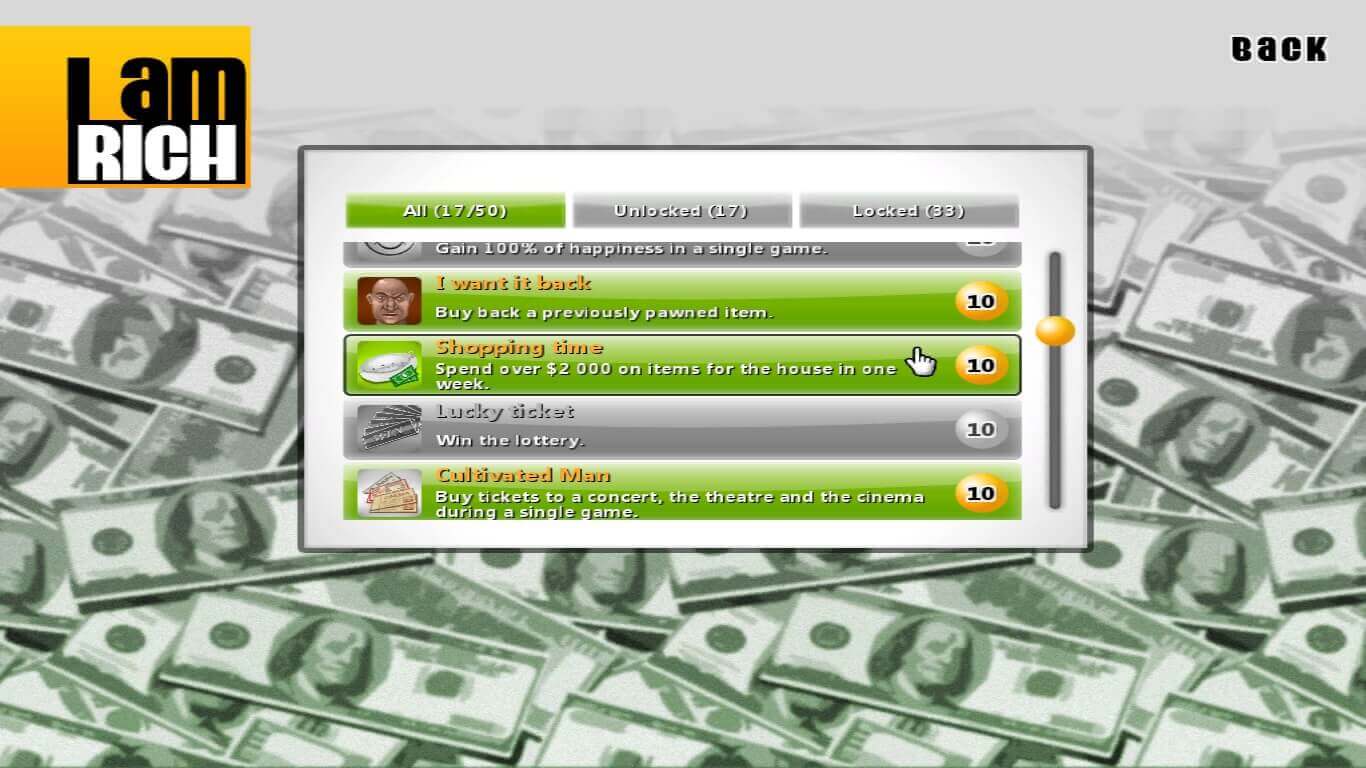 I am
RICH
BACK
All (17/50)
Unlocked (17)
Locked (33)
Gain 100% of happiness in a single game.
I want it back
Buy back a previously pawned item.
10
Shopping time
Spend over $2 000 on items for the house in one
week.
10
Lucky ticket
Win the lottery.
10
Cultivated Man
Buy tickets to a concert, the theatre and the cinema
during a single game.
10